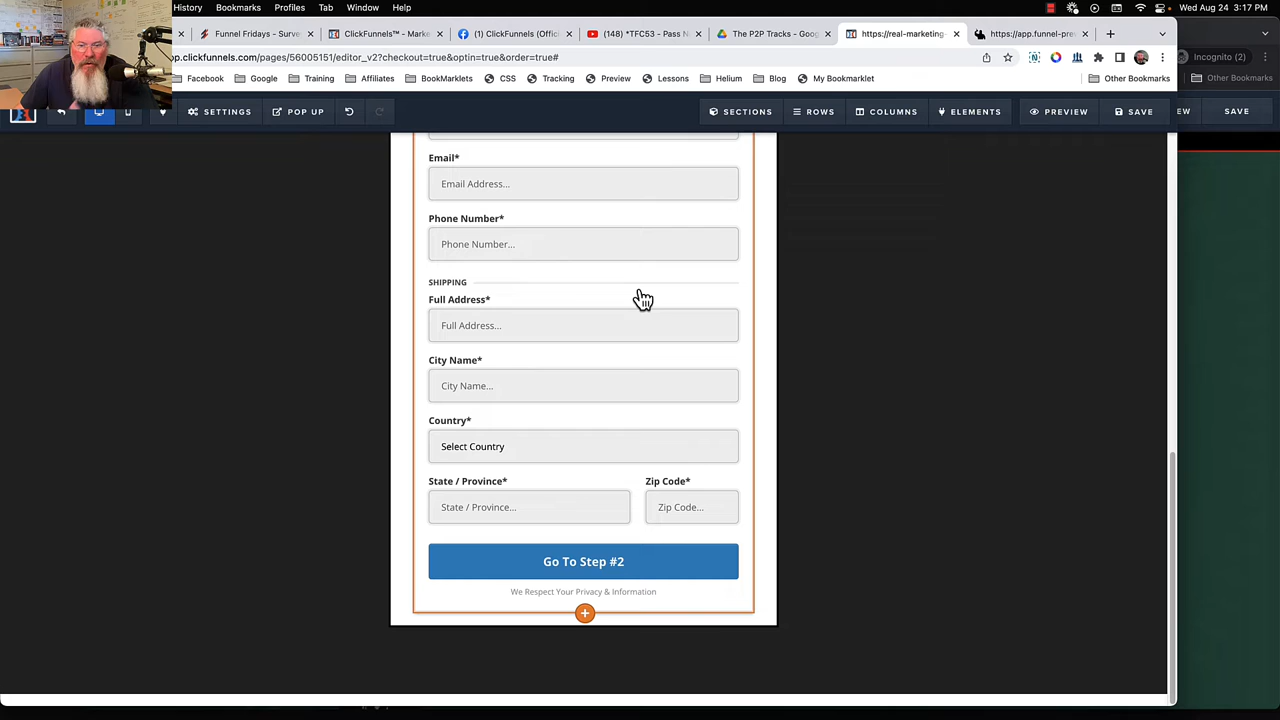 History Bookmarks Profiles Tab Window Help Wed Aug 24 3:17 PM
Funnel Fridays - Surve ClickFunnels™ - Marke (1) ClickFunnels (Offici (148) *TFC53 - Pass N The P2P Tracks - Goog https://real-marketing- https://app.funnel-pre
pp.clickfunnels.com/pages/56005151/editor_v2?checkout=true&optin=true&order=true# Incognito (2)
Facebook Google Training Affiliates BookMarklets CSS Tracking Preview Lessons Helium Blog My Bookmarklet Other Bookmarks Other Bookmarks
SETTINGS POP UP SECTIONS ROWS COLUMNS ELEMENTS PREVIEW SAVE EW SAVE
Email*
Email Address...
Phone Number*
Phone Number...
SHIPPING
Full Address*
Full Address...
City Name*
City Name...
Country*
Select Country
State / Province* Zip Code*
State / Province... Zip Code...
Go To Step #2
We Respect Your Privacy & Information